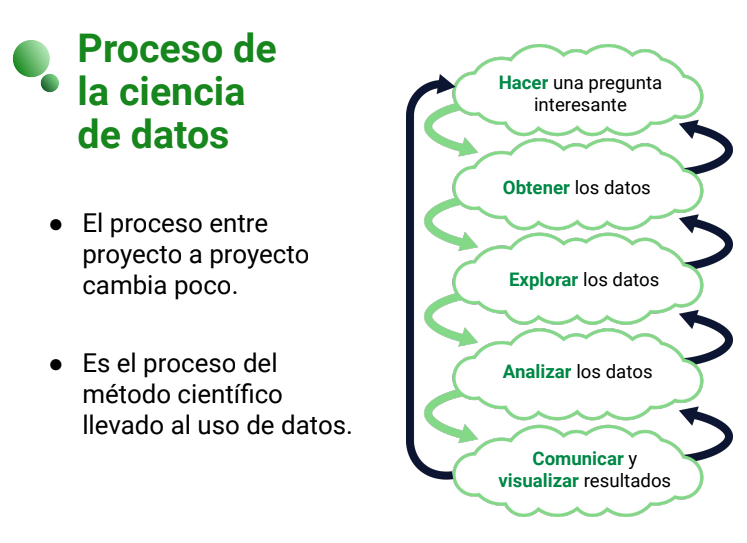 Proceso de
la ciencia
de datos
● El proceso entre
proyecto a proyecto
cambia poco.
● Es el proceso del
método científico
llevado al uso de datos.
Hacer una pregunta
interesante
Obtener los datos
Explorar los datos
Analizar los datos
Comunicar y
visualizar resultados